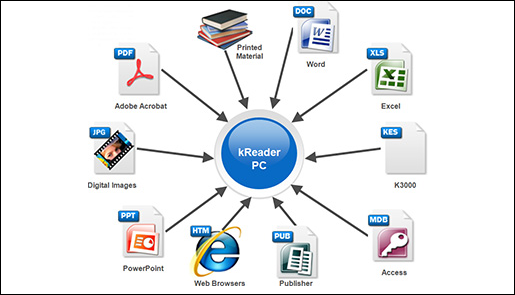 Printed
Material
DOC
W
Word
XLS
X
Excel
KES
K3000
MDB
Access
PUB
Publisher
HTM
e
Web Browsers
PPT
PowerPoint
JPG
Digital Images
PDF
Adobe Acrobat
kReader
PC